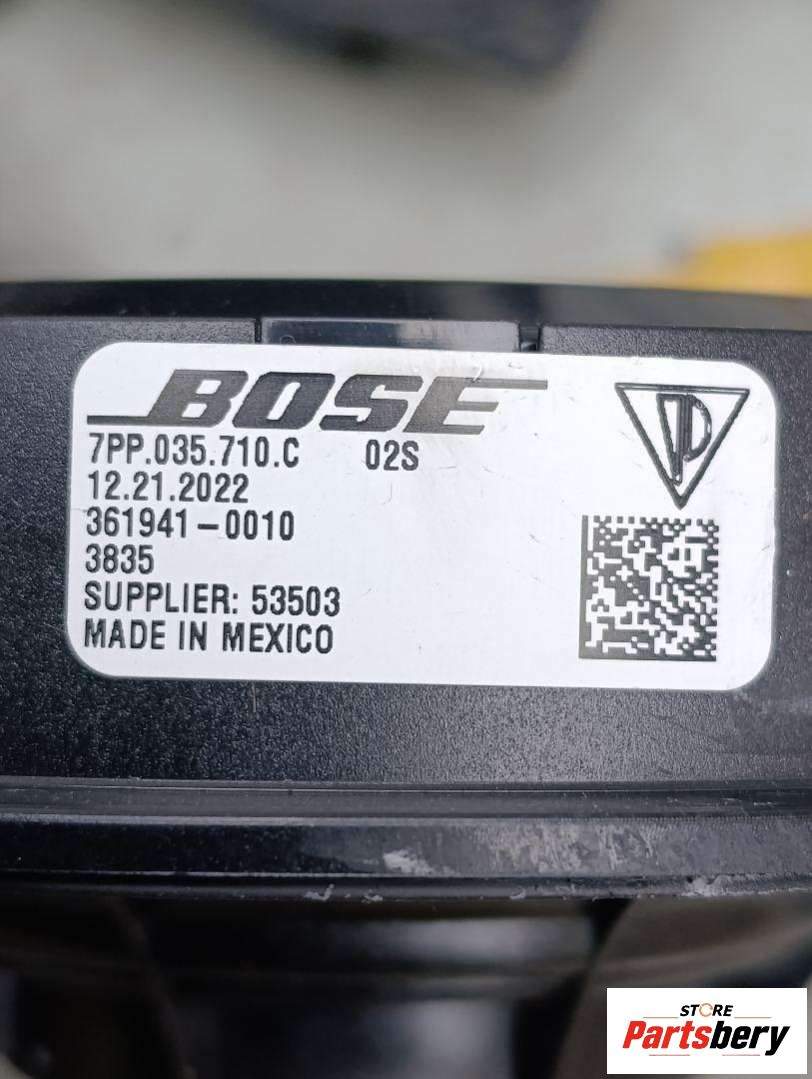 BOSE
7PP.035.710.C 02S
12.21.2022
361941-0010
3835
SUPPLIER: 53503
MADE IN MEXICO
P
STORE
Partsbery